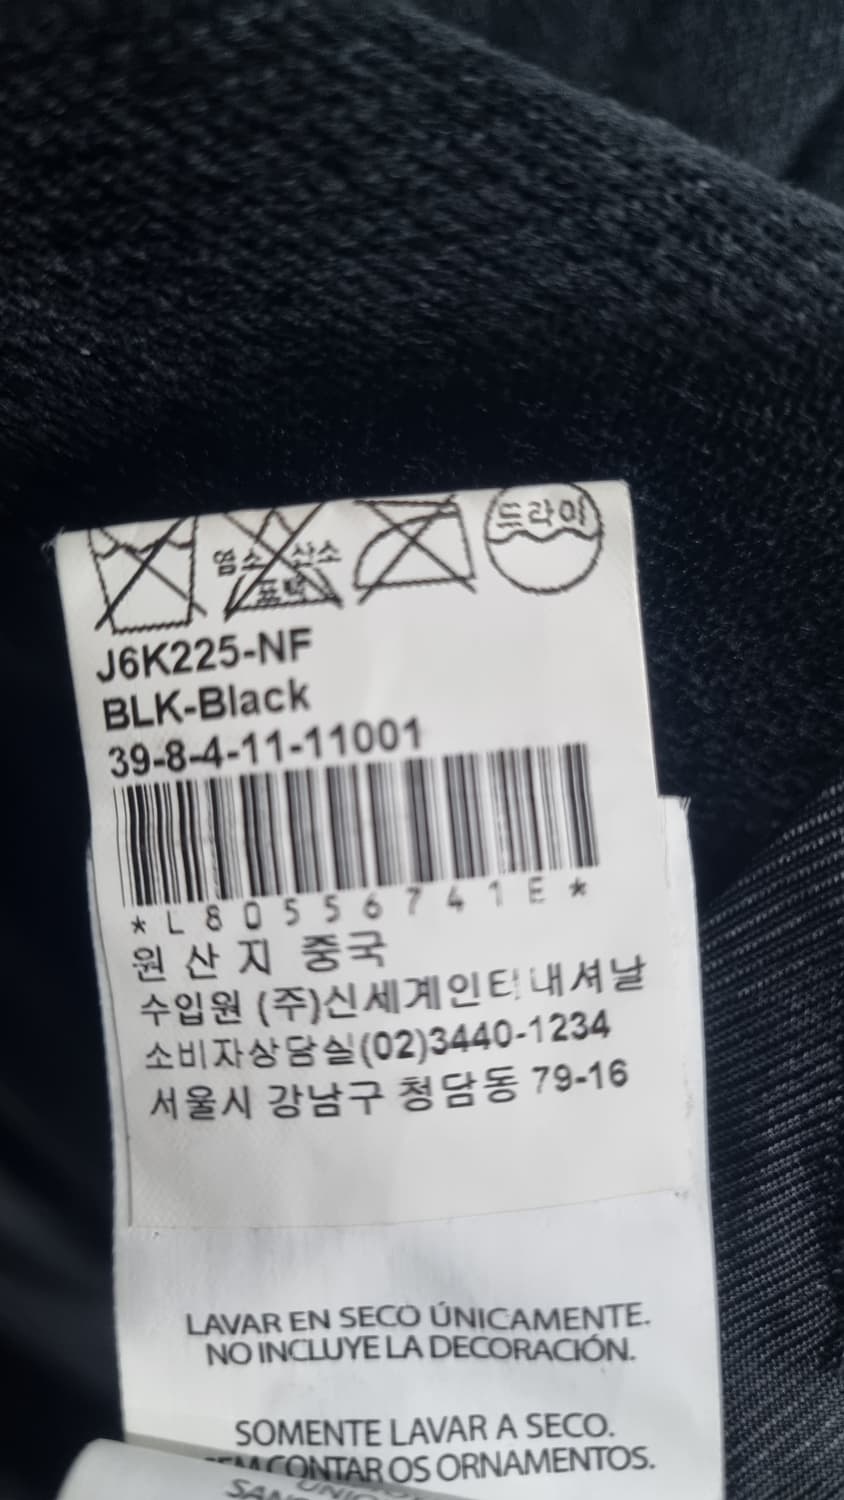 드라이
염소 산소
표백
J6K225-NF
BLK-Black
39-8-4-11-11001
*L80556741E*
원산지 중국
수입원 (주)신세계인터내셔날
소비자상담실(02)3440-1234
서울시 강남구 청담동 79-16
LAVAR EN SECO ÚNICAMENTE.
NO INCLUYE LA DECORACIÓN.
SOMENTE LAVAR A SECO.
CONTAR OS ORNAMENTOS.